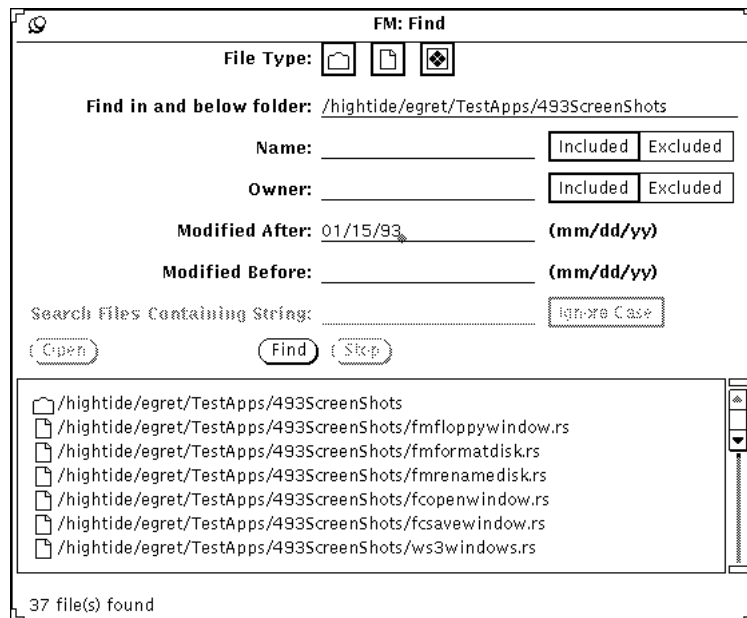 FM: Find
File Type:
Find in and below folder: /hightide/egret/TestApps/493ScreenShots
Name: Included Excluded
Owner: Included Excluded
Modified After: 01/15/93 (mm/dd/yy)
Modified Before: (mm/dd/yy)
Search Files Containing String: Ignore Case
Open Find Stop
/hightide/egret/TestApps/493ScreenShots
/hightide/egret/TestApps/493ScreenShots/fmfloppywindow.rs
/hightide/egret/TestApps/493ScreenShots/fmformatdisk.rs
/hightide/egret/TestApps/493ScreenShots/fmrenamedisk.rs
/hightide/egret/TestApps/493ScreenShots/fcopenwindow.rs
/hightide/egret/TestApps/493ScreenShots/fcsavewindow.rs
/hightide/egret/TestApps/493ScreenShots/ws3windows.rs
37 file(s) found